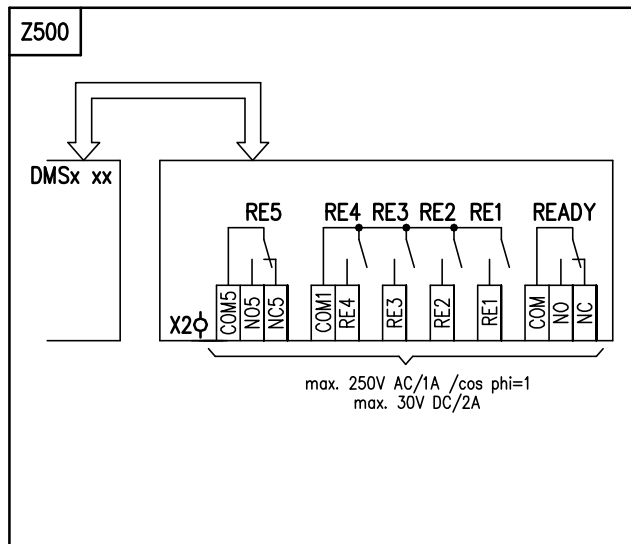 Z500
DMSx xx
RE5 RE4 RE3 RE2 RE1 READY
X2
COM5 NO5 NC5 COM1 RE4 RE3 RE2 RE1 COM NO NC
max. 250V AC/1A /cos phi=1
max. 30V DC/2A